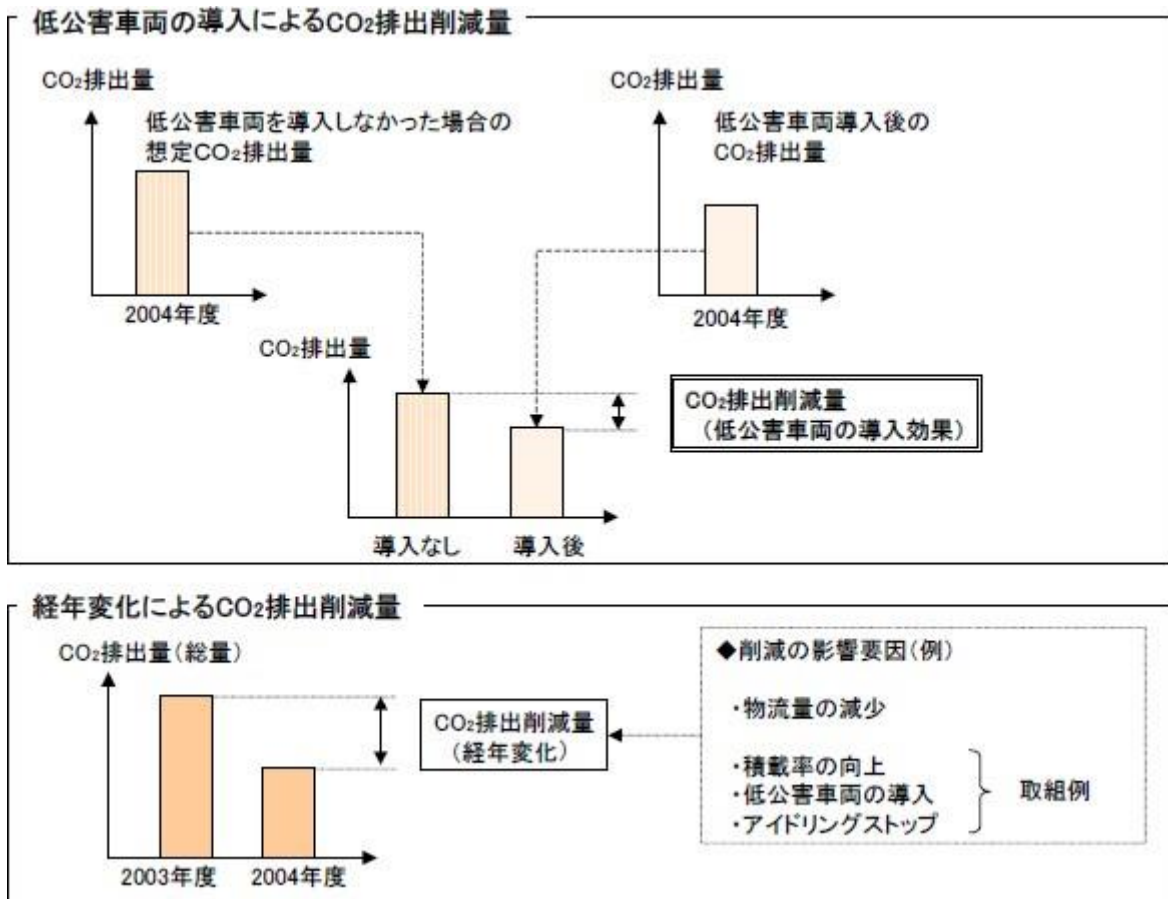 低公害車両の導入によるCO₂排出削減量
CO₂排出量
低公害車両を導入しなかった場合の
想定CO₂排出量
2004年度
CO₂排出量
低公害車両導入後の
CO₂排出量
2004年度
CO₂排出量
導入なし
導入後
CO₂排出削減量
(低公害車両の導入効果)
経年変化によるCO₂排出削減量
CO₂排出量(総量)
2003年度
2004年度
CO₂排出削減量
(経年変化)
◆削減の影響要因(例)
・物流量の減少
・積載率の向上
・低公害車両の導入
・アイドリングストップ
取組例